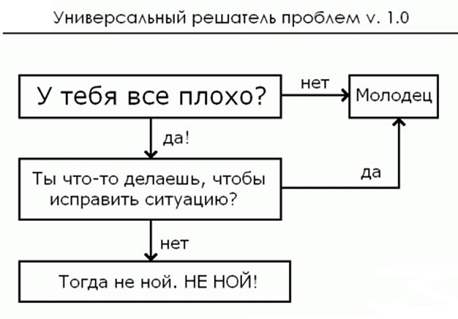 Универсальный решатель проблем v. 1.0
У тебя все плохо?
нет
Молодец
да!
Ты что-то делаешь, чтобы
исправить ситуацию?
да
нет
Тогда не ной. НЕ НОЙ!